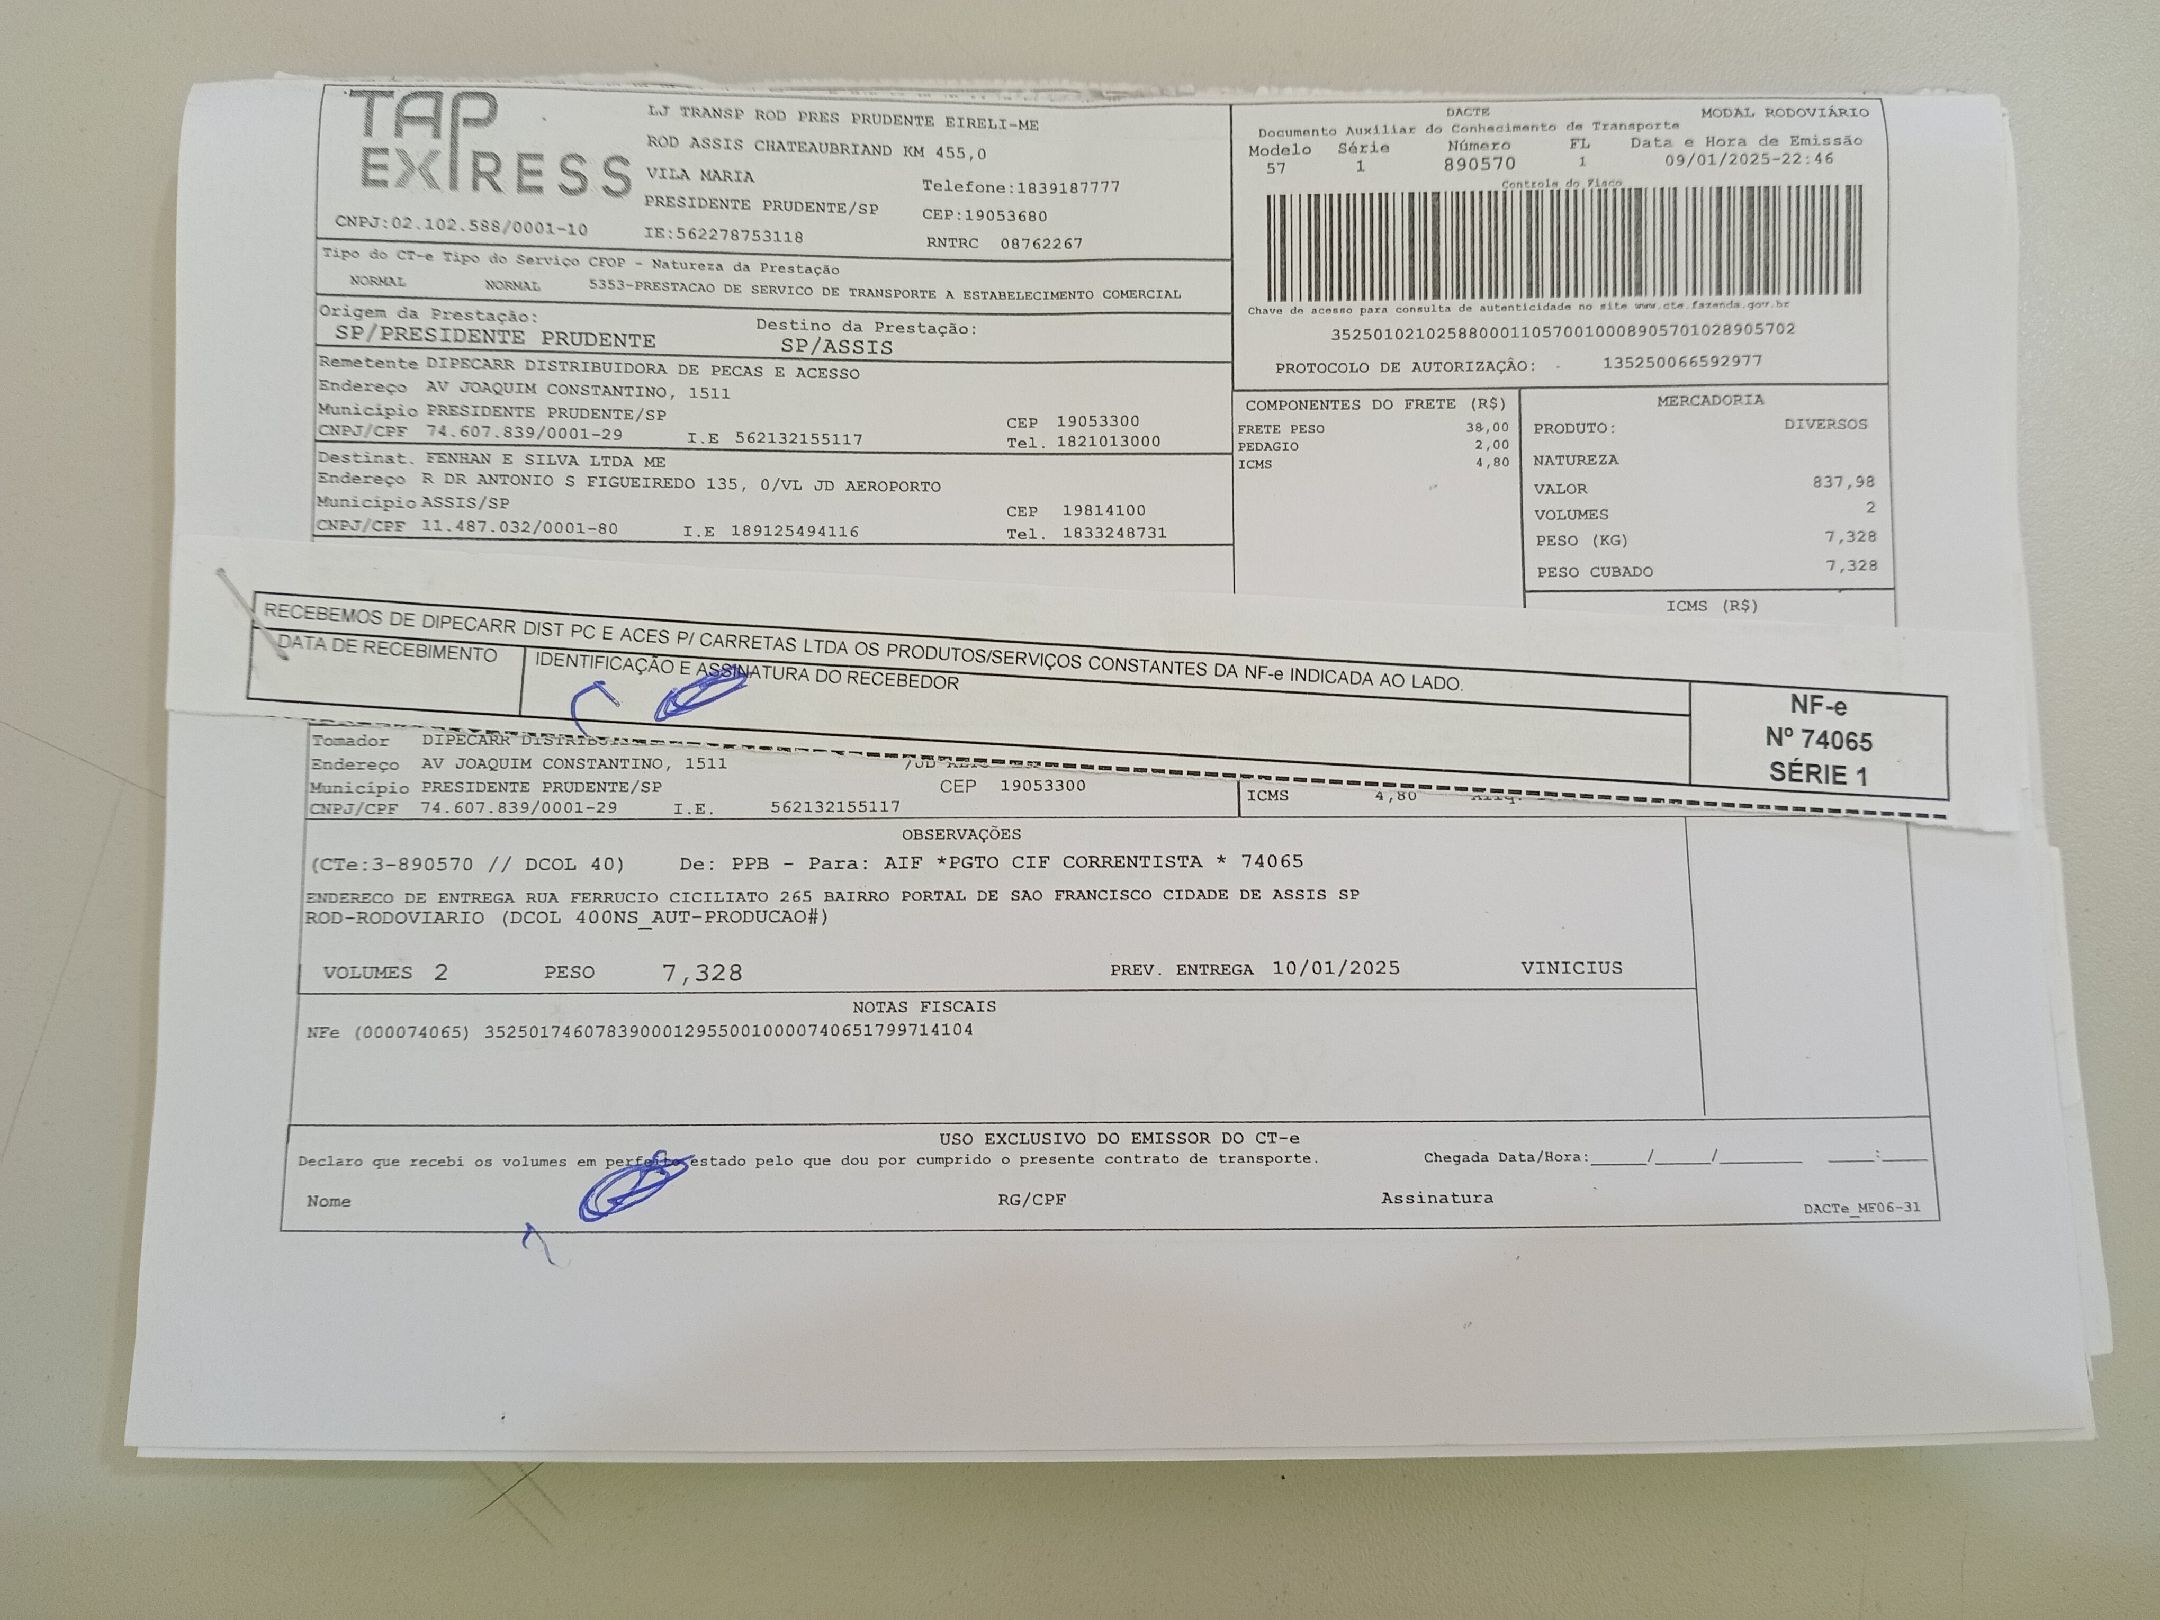 TAP EXPRESS
LJ TRANSP ROD PRES PRUDENTE EIRELI-ME
ROD ASSIS CHATEAUBRIAND KM 455,0
VILA MARIA
Telefone:1839187777
PRESIDENTE PRUDENTE/SP
CEP:19053680
CNPJ:02.102.588/0001-10
IE:562278753118
RNTRC 08762267
DACTE
MODAL RODOVIÁRIO
Documento Auxiliar do Conhecimento de Transporte
Modelo Série Número FL Data e Hora de Emissão
57 1 890570 1 09/01/2025-22:46
Controle do Fisco
Chave de acesso para consulta de autenticidade no site www.cte.fazenda.gov.br
35250102102588000110570010008905701028905702
PROTOCOLO DE AUTORIZAÇÃO: 135250066592977
Tipo do CT-e Tipo do Serviço CFOP - Natureza da Prestação
NORMAL NORMAL 5353-PRESTACAO DE SERVICO DE TRANSPORTE A ESTABELECIMENTO COMERCIAL
Origem da Prestação:
SP/PRESIDENTE PRUDENTE
Destino da Prestação:
SP/ASSIS
Remetente DIPECARR DISTRIBUIDORA DE PECAS E ACESSO
Endereço AV JOAQUIM CONSTANTINO, 1511
Município PRESIDENTE PRUDENTE/SP
CEP 19053300
CNPJ/CPF 74.607.839/0001-29 I.E 562132155117 Tel. 1821013000
Destinat. FENHAN E SILVA LTDA ME
Endereço R DR ANTONIO S FIGUEIREDO 135, 0/VL JD AEROPORTO
Município ASSIS/SP
CEP 19814100
CNPJ/CPF 11.487.032/0001-80 I.E 189125494116 Tel. 1833248731
COMPONENTES DO FRETE (R$)
FRETE PESO 38,00
PEDAGIO 2,00
ICMS 4,80
MERCADORIA
PRODUTO: DIVERSOS
NATUREZA
VALOR 837,98
VOLUMES 2
PESO (KG) 7,328
PESO CUBADO 7,328
ICMS (R$)
RECEBEMOS DE DIPECARR DIST PC E ACES P/ CARRETAS LTDA OS PRODUTOS/SERVIÇOS CONSTANTES DA NF-e INDICADA AO LADO.
DATA DE RECEBIMENTO
IDENTIFICAÇÃO E ASSINATURA DO RECEBEDOR
NF-e
Nº 74065
SÉRIE 1
Tomador DIPECARR
Endereço AV JOAQUIM CONSTANTINO, 1511
Município PRESIDENTE PRUDENTE/SP
CEP 19053300
CNPJ/CPF 74.607.839/0001-29 I.E. 562132155117
ICMS 4,80
OBSERVAÇÕES
(CTe:3-890570 // DCOL 40) De: PPB - Para: AIF *PGTO CIF CORRENTISTA * 74065
ENDERECO DE ENTREGA RUA FERRUCIO CICILIATO 265 BAIRRO PORTAL DE SAO FRANCISCO CIDADE DE ASSIS SP
ROD-RODOVIARIO (DCOL 400NS_AUT-PRODUCAO#)
VOLUMES 2 PESO 7,328 PREV. ENTREGA 10/01/2025 VINICIUS
NOTAS FISCAIS
NFe (000074065) 35250174607839000129550010000740651799714104
USO EXCLUSIVO DO EMISSOR DO CT-e
Declaro que recebi os volumes em perfeito estado pelo que dou por cumprido o presente contrato de transporte.
Chegada Data/Hora:_____/_____/________ ____:____
Nome RG/CPF Assinatura
DACTe_MF06-31